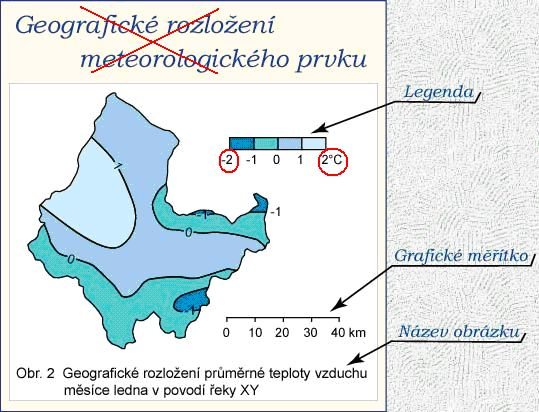 Geografické rozložení
meteorologického prvku
Legenda
-2 -1 0 1 2°C
1
-1
-1
0
0
-1
Grafické měřítko
0 10 20 30 40 km
Název obrázku
Obr. 2 Geografické rozložení průměrné teploty vzduchu
měsíce ledna v povodí řeky XY